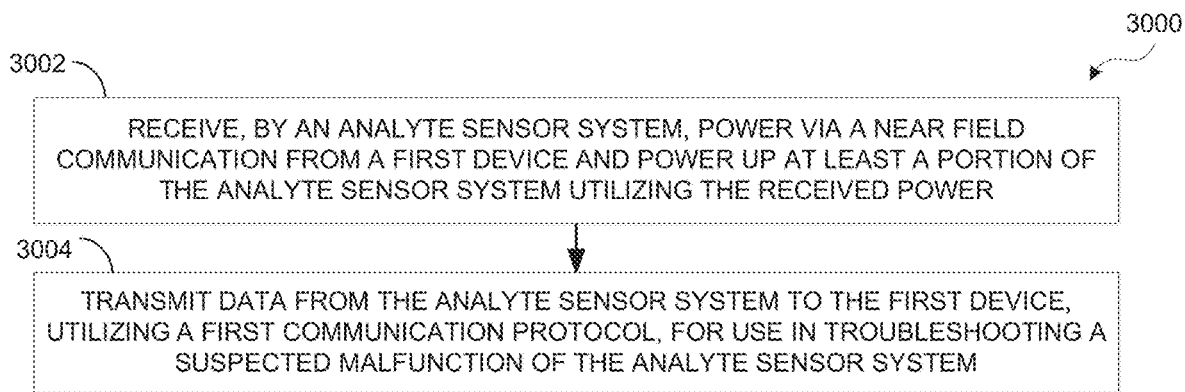 3000
3002
RECEIVE, BY AN ANALYTE SENSOR SYSTEM, POWER VIA A NEAR FIELD
COMMUNICATION FROM A FIRST DEVICE AND POWER UP AT LEAST A PORTION OF
THE ANALYTE SENSOR SYSTEM UTILIZING THE RECEIVED POWER
3004
TRANSMIT DATA FROM THE ANALYTE SENSOR SYSTEM TO THE FIRST DEVICE,
UTILIZING A FIRST COMMUNICATION PROTOCOL, FOR USE IN TROUBLESHOOTING A
SUSPECTED MALFUNCTION OF THE ANALYTE SENSOR SYSTEM